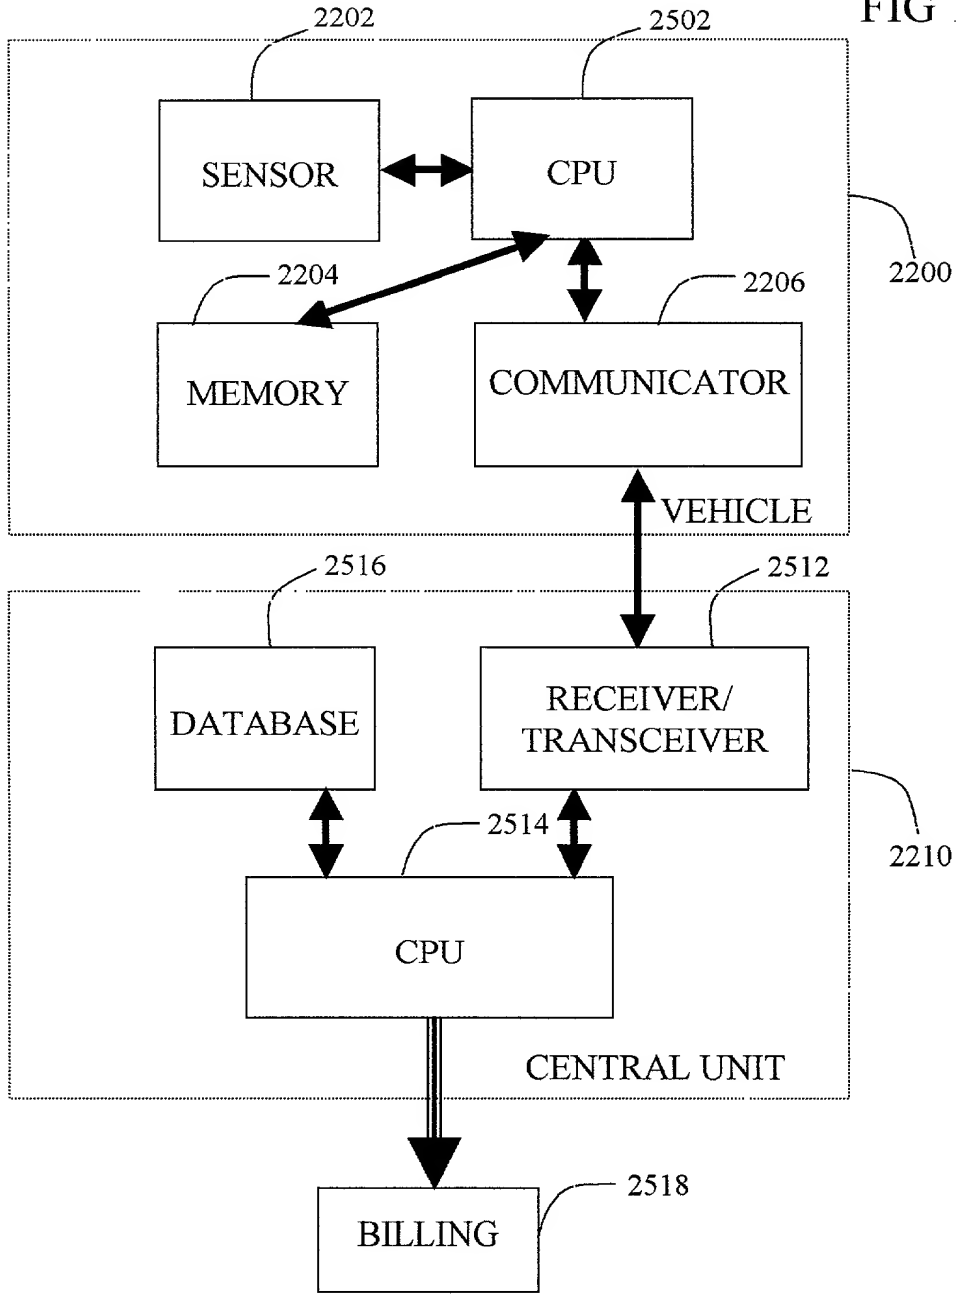 FIG
2202
2502
SENSOR
CPU
2200
2204
2206
MEMORY
COMMUNICATOR
VEHICLE
2516
2512
DATABASE
RECEIVER/
TRANSCEIVER
2514
2210
CPU
CENTRAL UNIT
2518
BILLING